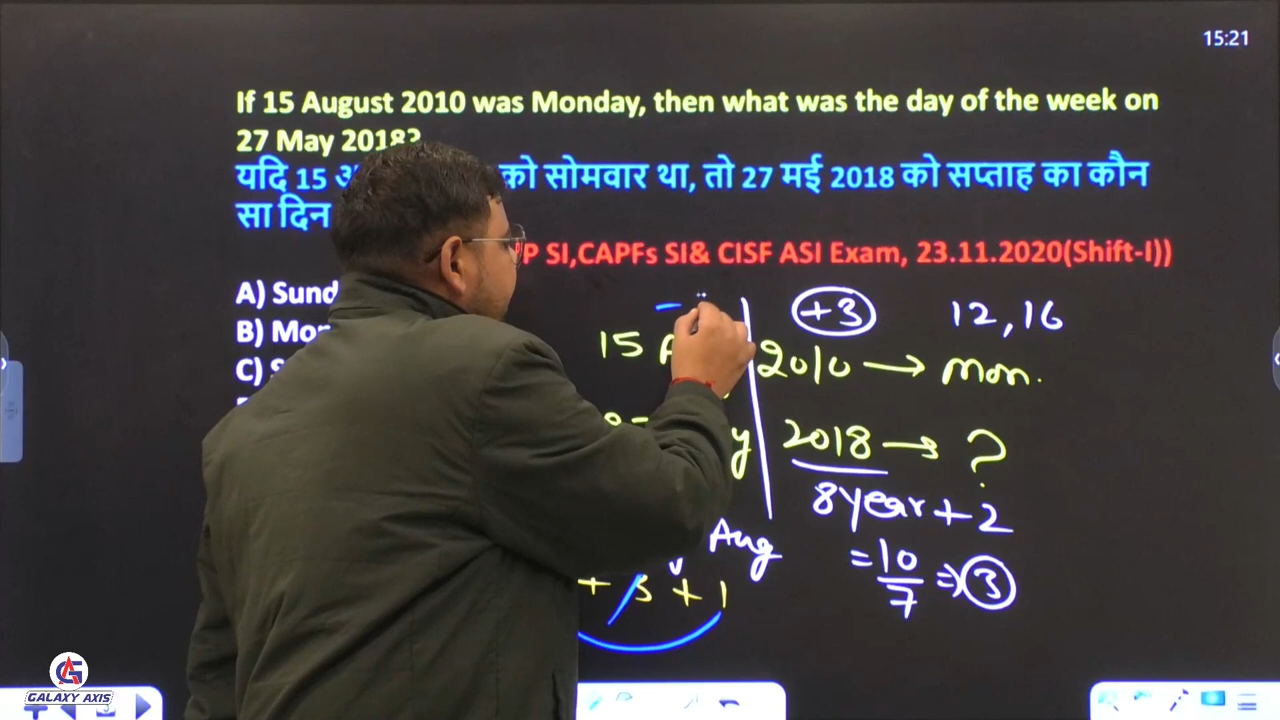 15:21
If 15 August 2010 was Monday, then what was the day of the week on
27 May 2018?
यदि 15 को सोमवार था, तो 27 मई 2018 को सप्ताह का कौन
सा दिन
SI,CAPFs SI& CISF ASI Exam, 23.11.2020(Shift-I))
A)
B)
C)
+3 12, 16
15 2010 → Mon.
2018 → ?
8year + 2
= 10/7 ⇒ 3
Aug
+ 3 + 1
GALAXY AXIS